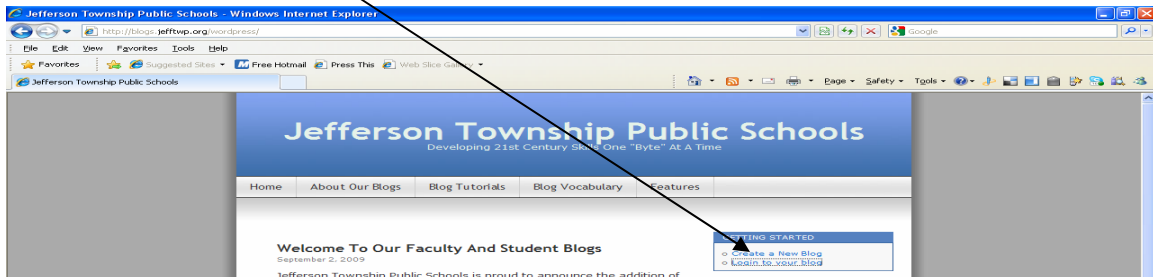 Jefferson Township Public Schools - Windows Internet Explorer
http://blogs.jefftwp.org/wordpress/
Google
File Edit View Favorites Tools Help
Favorites Suggested Sites Free Hotmail Press This Web Slice Gallery
Jefferson Township Public Schools
Page Safety Tools
Jefferson Township Public Schools
Developing 21st Century Skills One "Byte" At A Time
Home About Our Blogs Blog Tutorials Blog Vocabulary Features
GETTING STARTED
Welcome To Our Faculty And Student Blogs
Create a New Blog
September 2, 2009
Login to your blog
Jefferson Township Public Schools is proud to announce the addition of